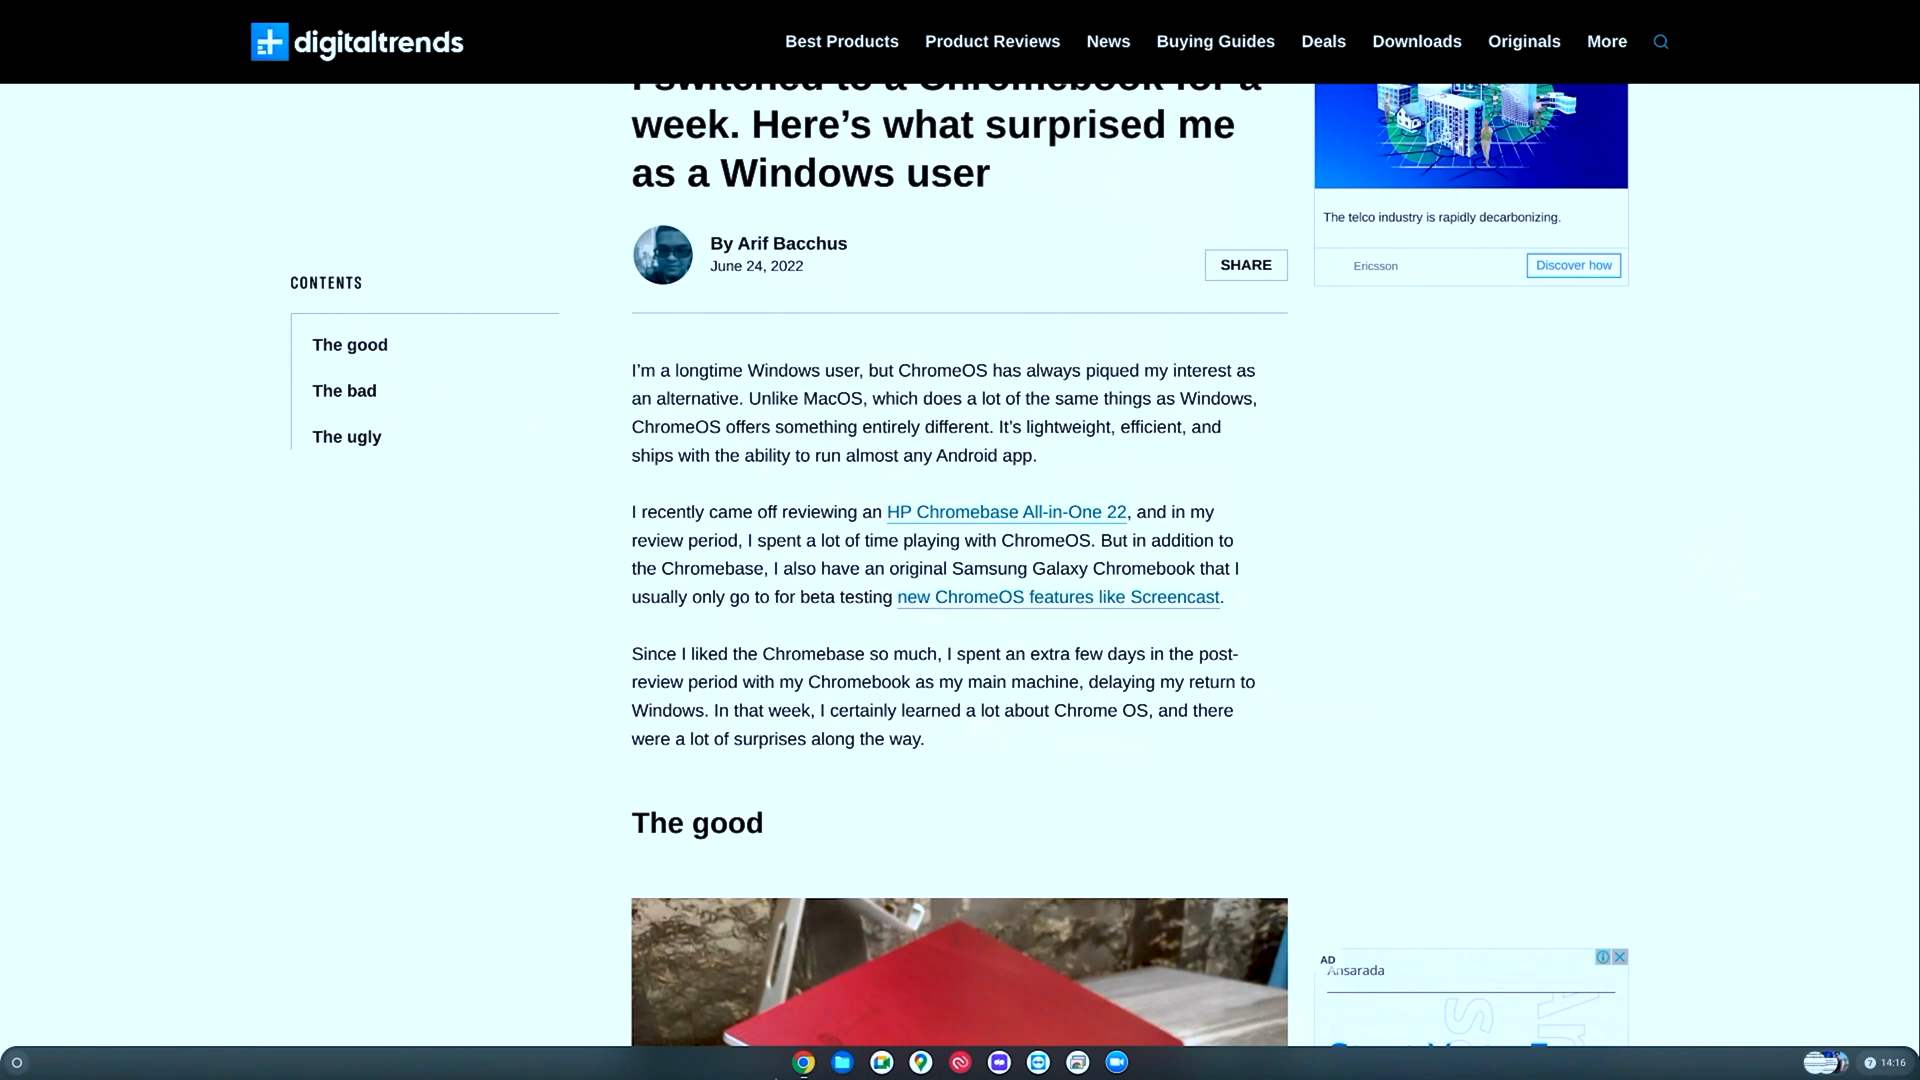 digitaltrends
Best Products Product Reviews News Buying Guides Deals Downloads Originals More
I switched to a Chromebook for a
week. Here’s what surprised me
as a Windows user
By Arif Bacchus
June 24, 2022
SHARE
The telco industry is rapidly decarbonizing.
Ericsson
Discover how
CONTENTS
The good
The bad
The ugly
I’m a longtime Windows user, but ChromeOS has always piqued my interest as
an alternative. Unlike MacOS, which does a lot of the same things as Windows,
ChromeOS offers something entirely different. It’s lightweight, efficient, and
ships with the ability to run almost any Android app.
I recently came off reviewing an HP Chromebase All-in-One 22, and in my
review period, I spent a lot of time playing with ChromeOS. But in addition to
the Chromebase, I also have an original Samsung Galaxy Chromebook that I
usually only go to for beta testing new ChromeOS features like Screencast.
Since I liked the Chromebase so much, I spent an extra few days in the post-
review period with my Chromebook as my main machine, delaying my return to
Windows. In that week, I certainly learned a lot about Chrome OS, and there
were a lot of surprises along the way.
The good
AD
Ansarada
7 14:16